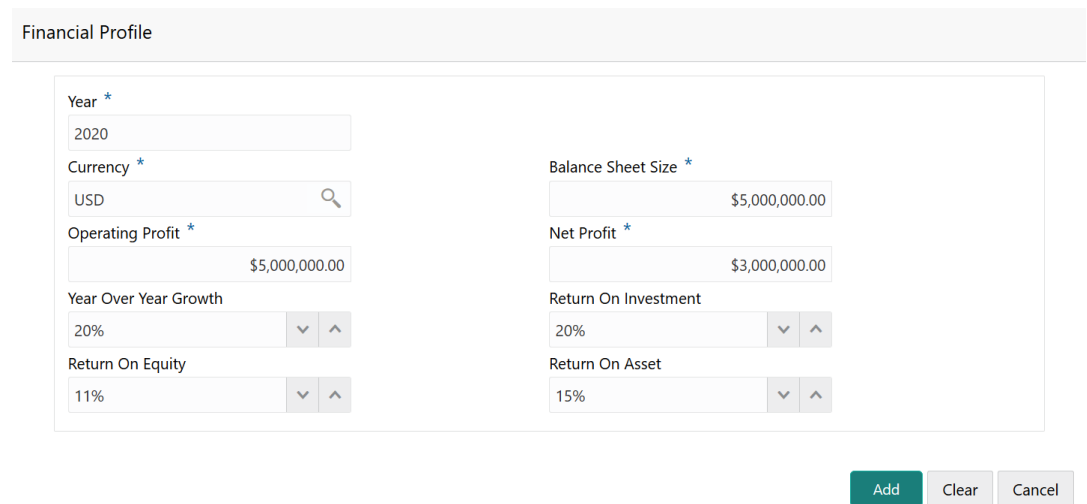 Financial Profile
Year *
2020
Currency *
Balance Sheet Size *
USD
$5,000,000.00
Operating Profit *
Net Profit *
$5,000,000.00
$3,000,000.00
Year Over Year Growth
Return On Investment
20%
20%
Return On Equity
Return On Asset
11%
15%
Add
Clear
Cancel